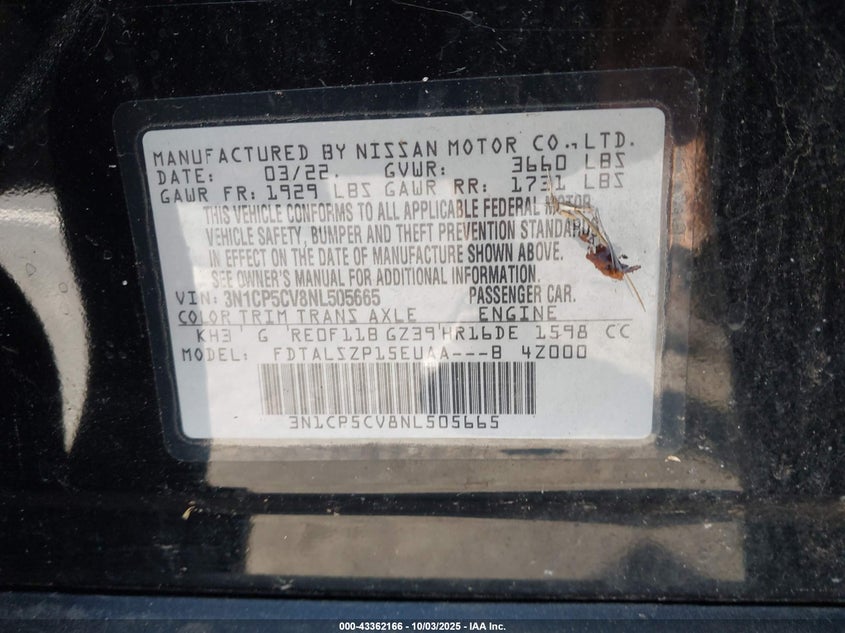 MANUFACTURED BY NISSAN MOTOR CO., LTD.
DATE: 03/22. GVWR: 3660 LBS
GAWR FR: 1929 LBS GAWR RR: 1731 LBS
THIS VEHICLE CONFORMS TO ALL APPLICABLE FEDERAL MOTOR
VEHICLE SAFETY, BUMPER AND THEFT PREVENTION STANDARDS
IN EFFECT ON THE DATE OF MANUFACTURE SHOWN ABOVE.
SEE OWNER'S MANUAL FOR ADDITIONAL INFORMATION.
VIN: 3N1CP5CV8NL505665 PASSENGER CAR.
COLOR TRIM TRANS AXLE ENGINE
KH3 G RE0F11B GZ39 HR16DE 1598 CC
MODEL: FDTALSZP15EUAA---B 4Z000
3N1CP5CV8NL505665
000-43362166 - 10/03/2025 - IAA Inc.